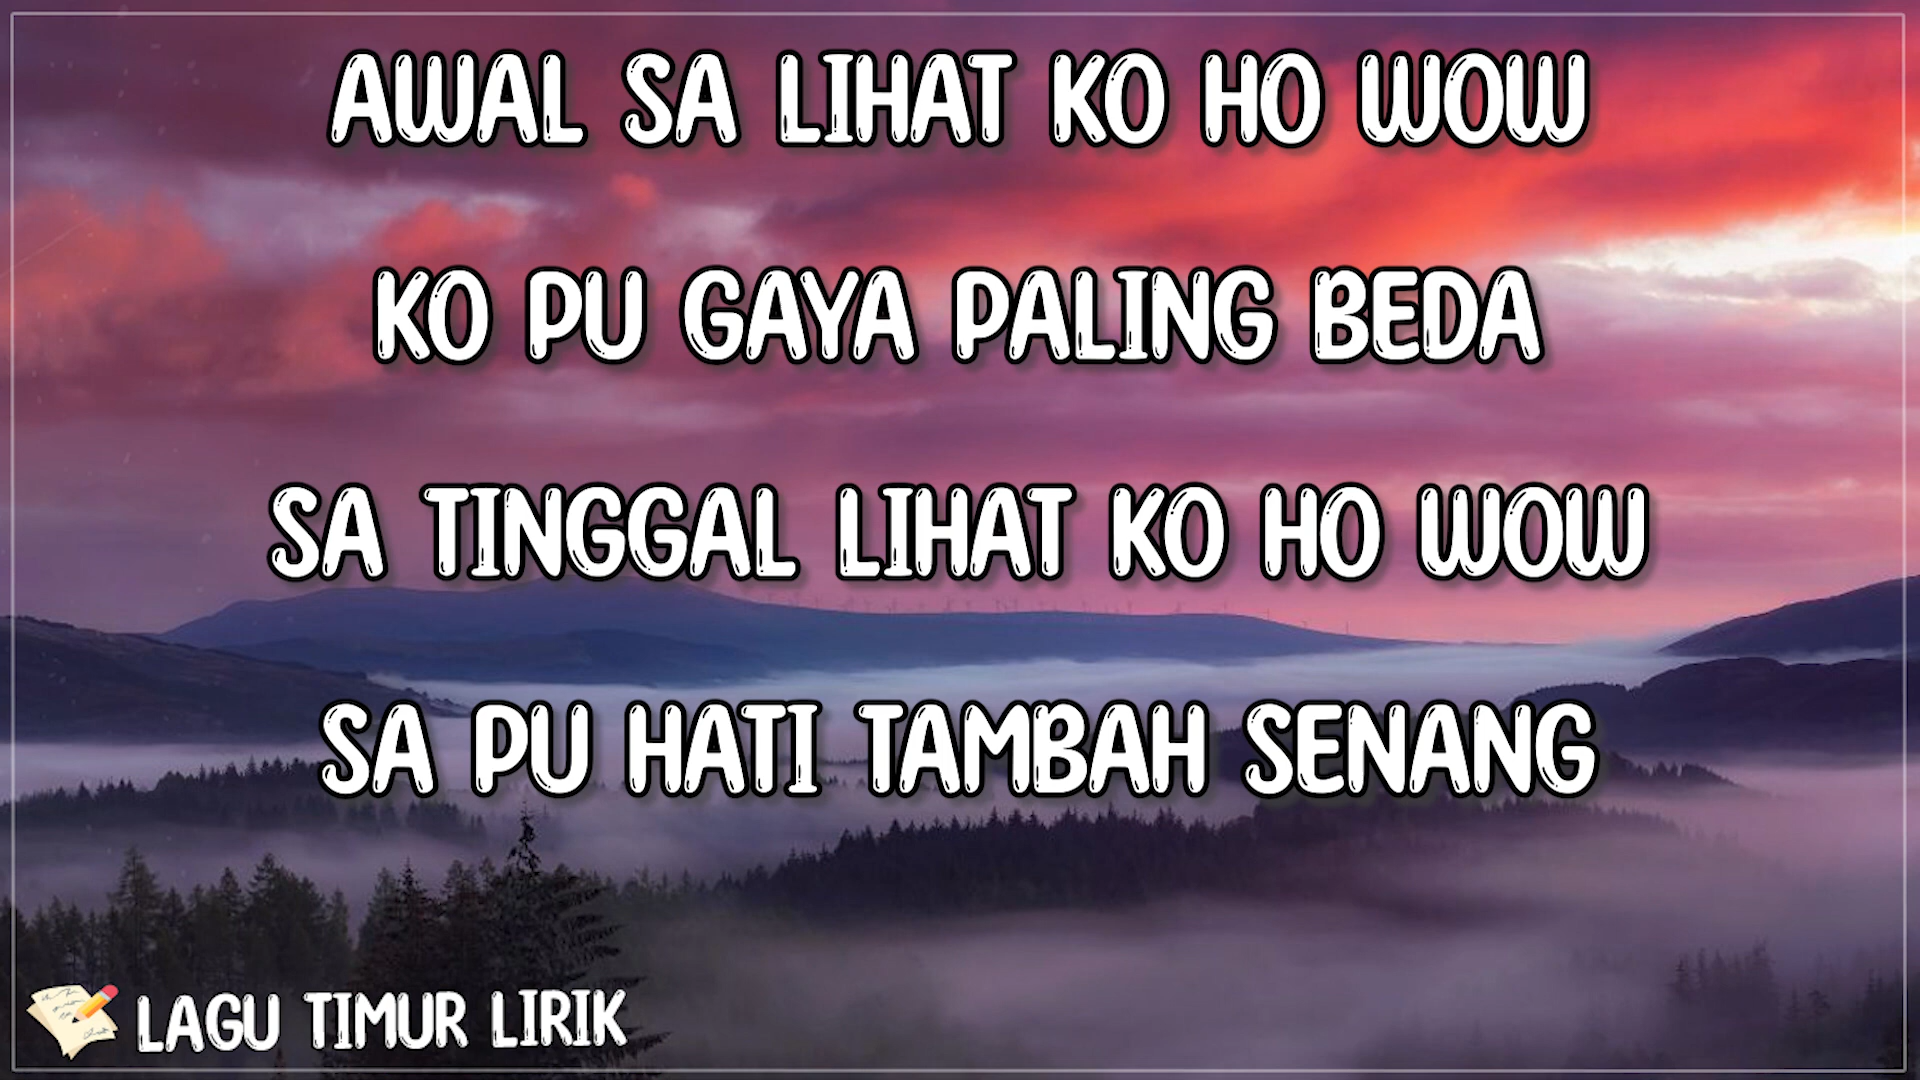 AWAL SA LIHAT KO HO WOW
KO PU GAYA PALING BEDA
SA TINGGAL LIHAT KO HO WOW
SA PU HATI TAMBAH SENANG
LAGU TIMUR LIRIK